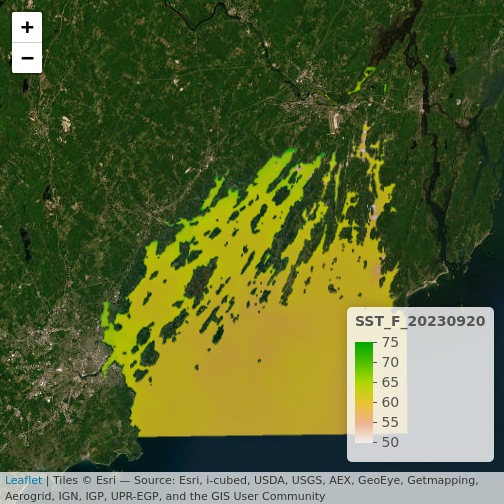 +
−
SST_F_20230920
75
70
65
60
55
50
Leaflet | Tiles © Esri — Source: Esri, i-cubed, USDA, USGS, AEX, GeoEye, Getmapping,
Aerogrid, IGN, IGP, UPR-EGP, and the GIS User Community